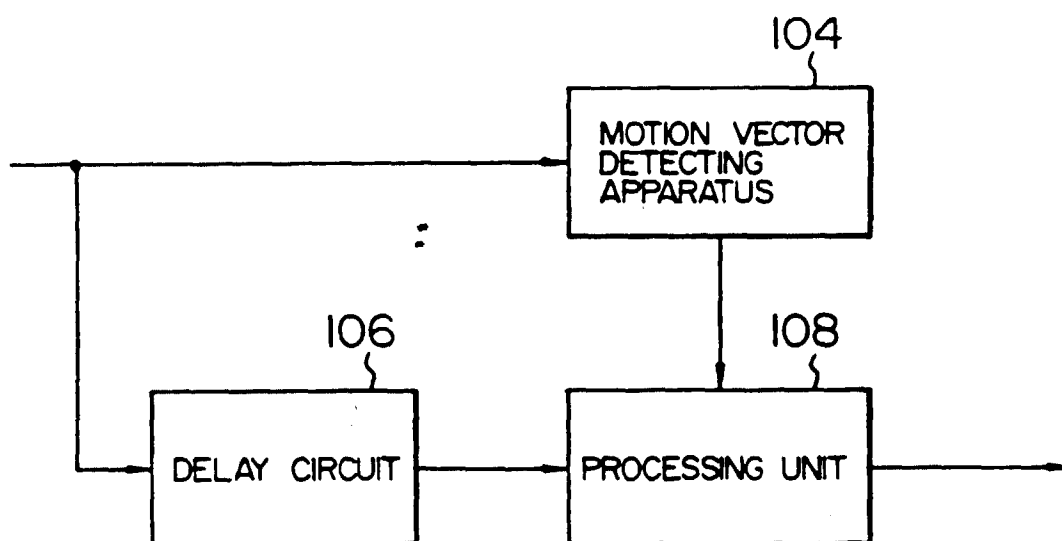 104
MOTION VECTOR
DETECTING
APPARATUS
106
108
DELAY CIRCUIT
PROCESSING UNIT